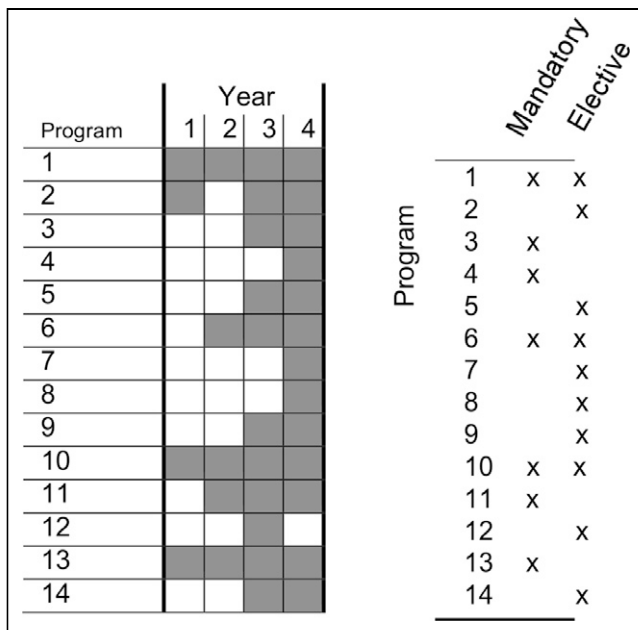 Year
Program 1 2 3 4
1
2
3
4
5
6
7
8
9
10
11
12
13
14
Mandatory Elective
Program
1 x x
2 x
3 x
4 x
5 x
6 x x
7 x
8 x
9 x
10 x x
11 x
12 x
13 x
14 x